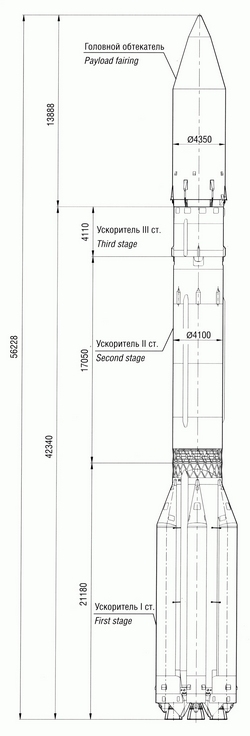 Головной обтекатель
Payload fairing
13888
Ø4350
Ускоритель III ст.
Third stage
4110
Ускоритель II ст.
Second stage
Ø4100
17050
56228
42340
21180
Ускоритель I ст.
First stage